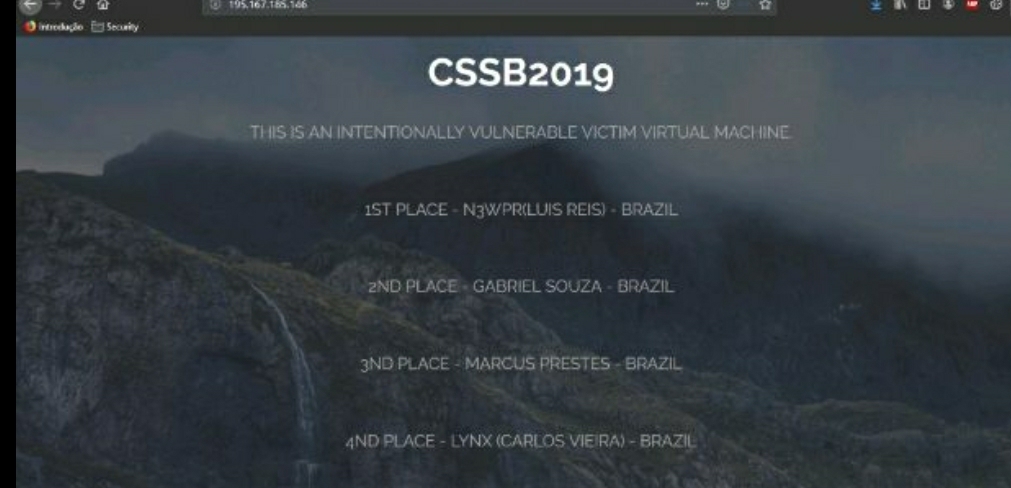 195.167.185.146
Introdução Security
CSSB2019
THIS IS AN INTENTIONALLY VULNERABLE VICTIM VIRTUAL MACHINE.
1ST PLACE - N3WPR(LUIS REIS) - BRAZIL
2ND PLACE - GABRIEL SOUZA - BRAZIL
3ND PLACE - MARCUS PRESTES - BRAZIL
4ND PLACE - LYNX (CARLOS VIEIRA) - BRAZIL